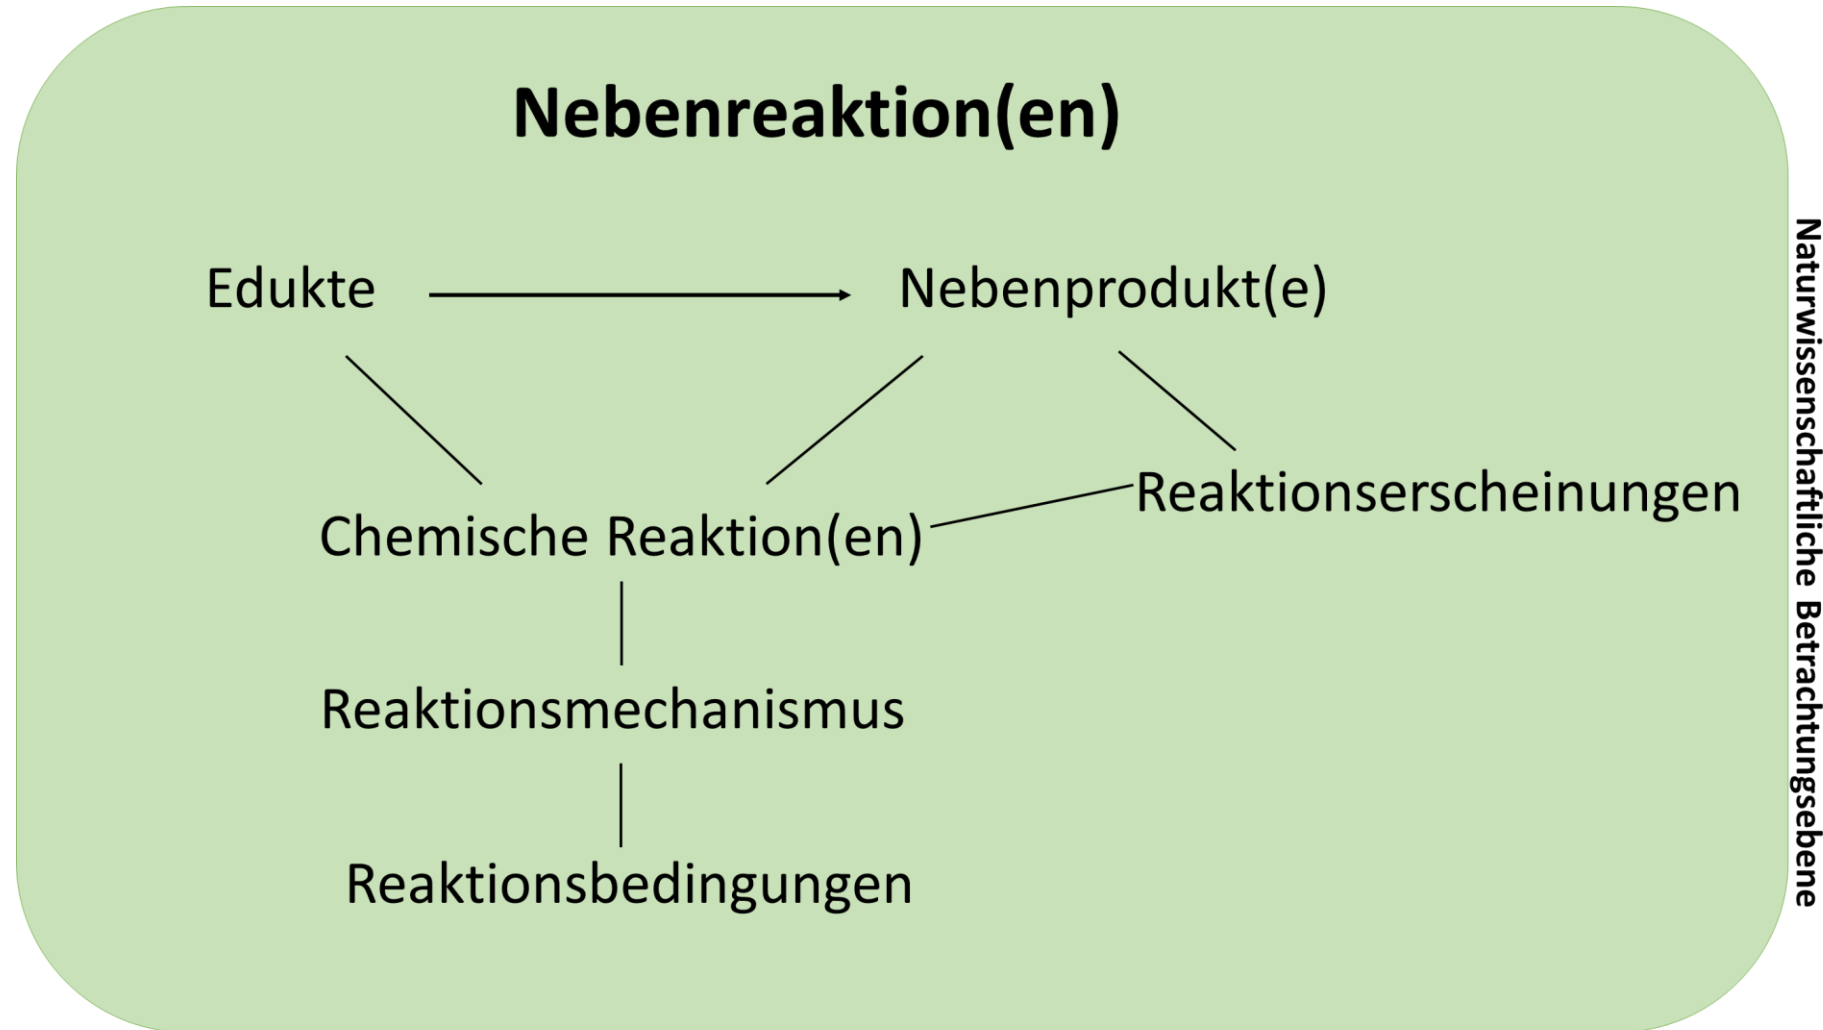 Nebenreaktion(en)
Edukte
Nebenprodukt(e)
Reaktionserscheinungen
Chemische Reaktion(en)
Reaktionsmechanismus
Reaktionsbedingungen
Naturwissenschaftliche Betrachtungsebene